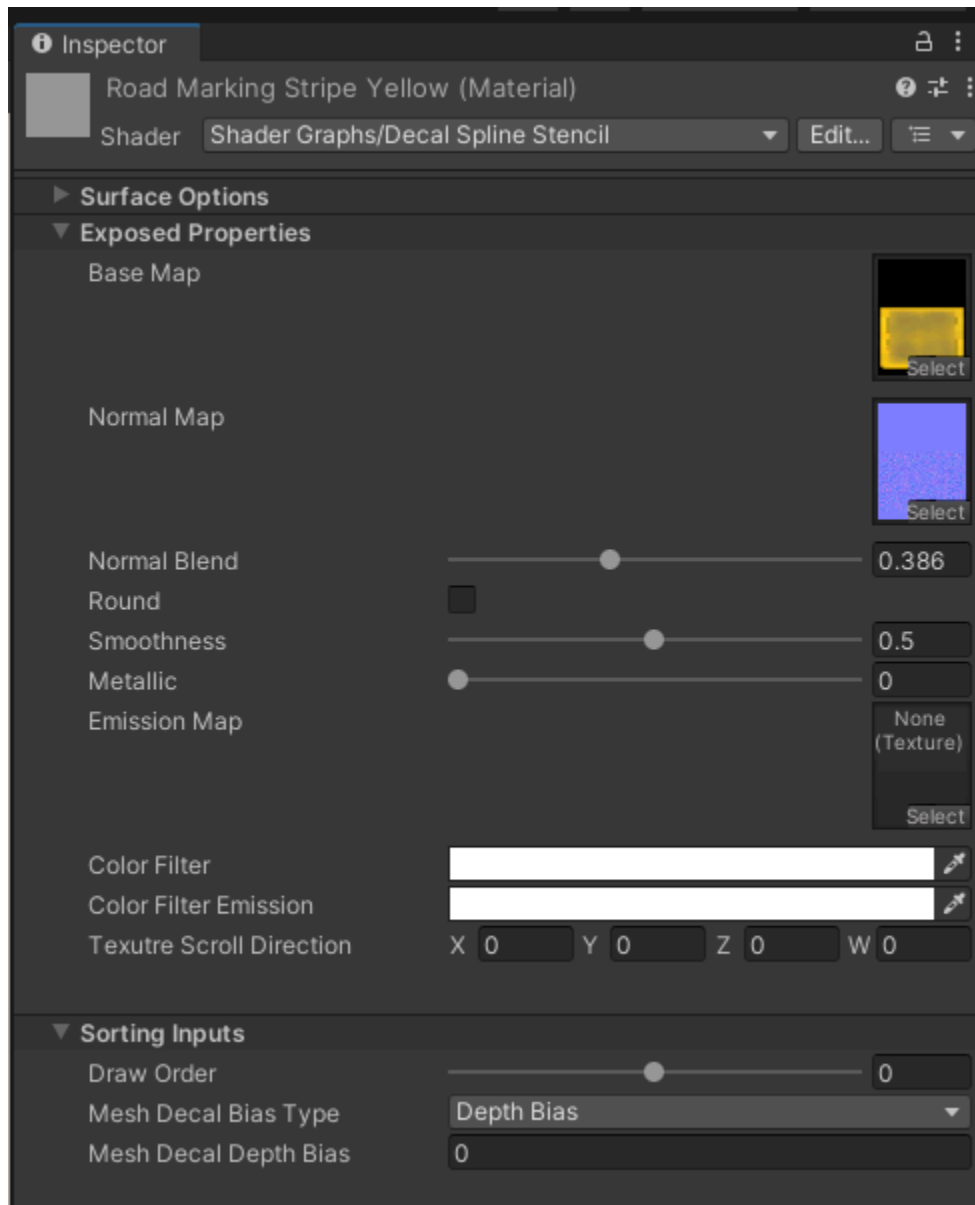 Inspector
Road Marking Stripe Yellow (Material)
Shader Shader Graphs/Decal Spline Stencil Edit...
Surface Options
Exposed Properties
Base Map
Select
Normal Map
Select
Normal Blend 0.386
Round
Smoothness 0.5
Metallic 0
Emission Map None
(Texture)
Select
Color Filter
Color Filter Emission
Texutre Scroll Direction X 0 Y 0 Z 0 W 0
Sorting Inputs
Draw Order 0
Mesh Decal Bias Type Depth Bias
Mesh Decal Depth Bias 0